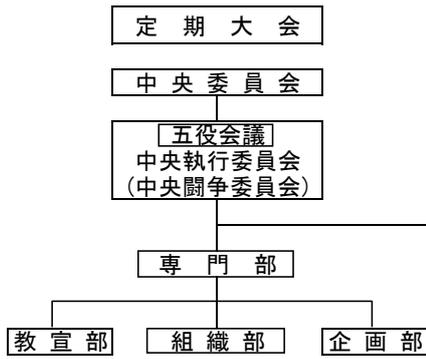 定期大会
中央委員会
五役会議
中央執行委員会
(中央闘争委員会)
専門部
教宣部 組織部 企画部